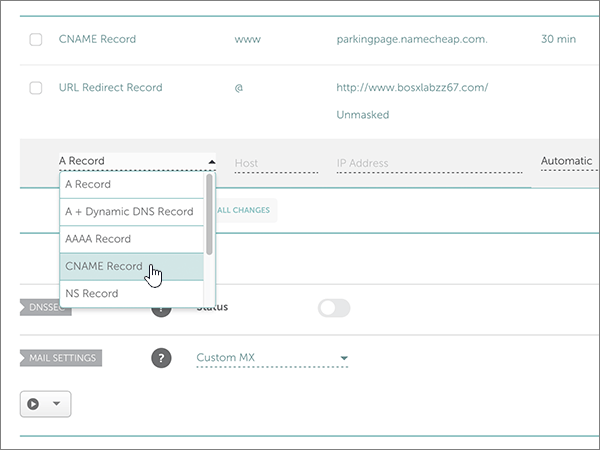 CNAME Record www parkingpage.namecheap.com. 30 min
URL Redirect Record @ http://www.bosxlabzz67.com/
Unmasked
A Record Host IP Address Automatic
A Record
A + Dynamic DNS Record
ALL CHANGES
AAAA Record
CNAME Record
NS Record
DNSSEC ? Status
MAIL SETTINGS ? Custom MX